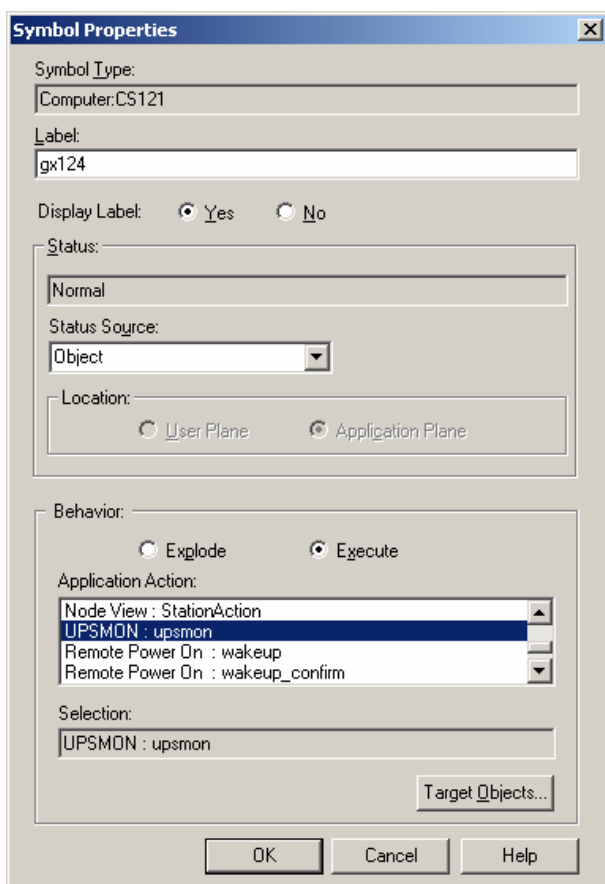 Symbol Properties
Symbol Type:
Computer:CS121
Label:
gx124
Display Label: Yes No
Status:
Normal
Status Source:
Object
Location:
User Plane Application Plane
Behavior:
Explode Execute
Application Action:
Node View : StationAction
UPSMON : upsmon
Remote Power On : wakeup
Remote Power On : wakeup_confirm
Selection:
UPSMON : upsmon
Target Objects...
OK Cancel Help